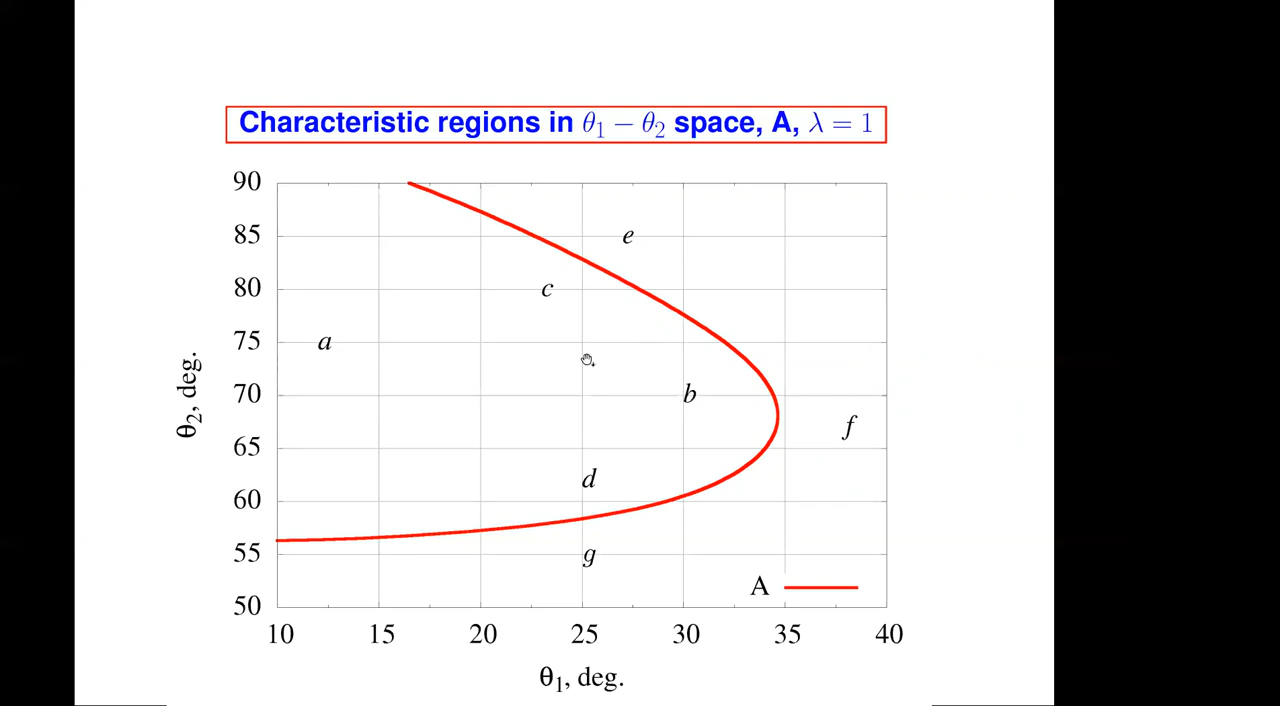 Characteristic regions in θ₁ − θ₂ space, A, λ = 1
90
85
e
80
c
75
a
70
b
f
65
d
60
55
g
A
50
10 15 20 25 30 35 40
θ₂, deg.
θ₁, deg.